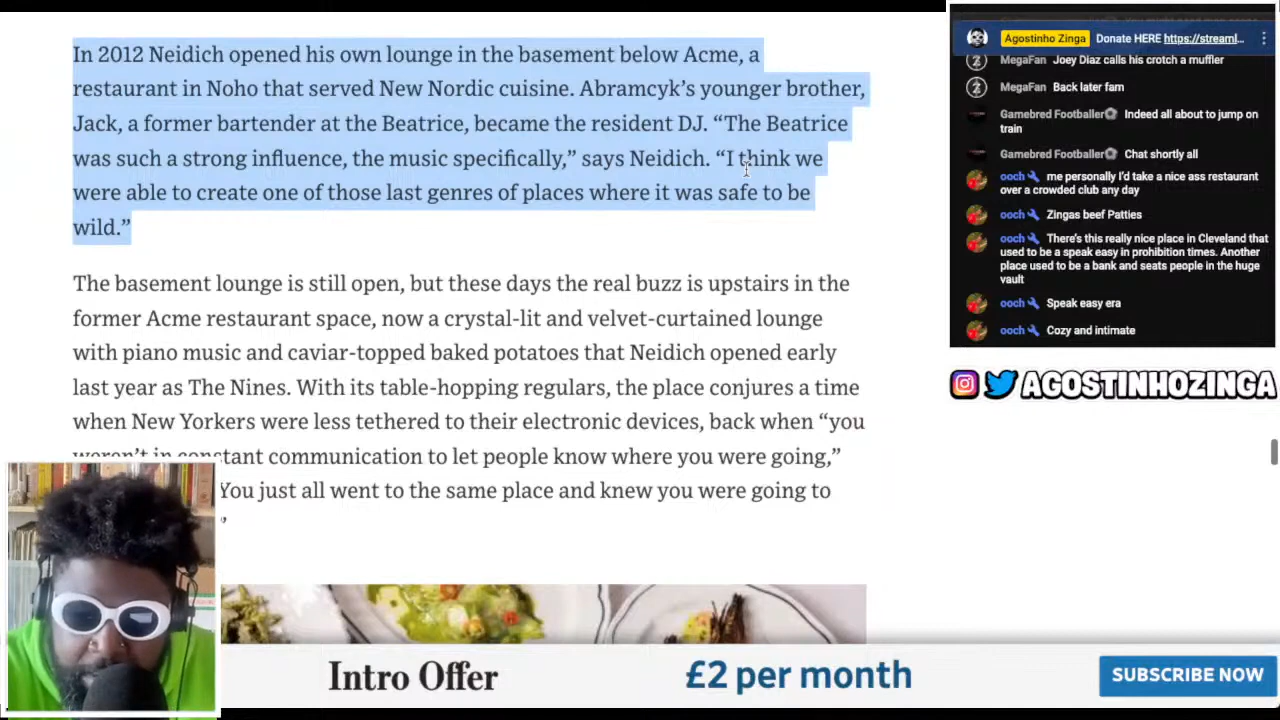 In 2012 Neidich opened his own lounge in the basement below Acme, a
restaurant in Noho that served New Nordic cuisine. Abramcyk’s younger brother,
Jack, a former bartender at the Beatrice, became the resident DJ. “The Beatrice
was such a strong influence, the music specifically,” says Neidich. “I think we
were able to create one of those last genres of places where it was safe to be
wild.”
The basement lounge is still open, but these days the real buzz is upstairs in the
former Acme restaurant space, now a crystal-lit and velvet-curtained lounge
with piano music and caviar-topped baked potatoes that Neidich opened early
last year as The Nines. With its table-hopping regulars, the place conjures a time
when New Yorkers were less tethered to their electronic devices, back when “you
weren’t in constant communication to let people know where you were going,”
You just all went to the same place and knew you were going to
”
Intro Offer
£2 per month
SUBSCRIBE NOW
Agostinho Zinga Donate HERE https://streaml...
MegaFan Joey Diaz calls his crotch a muffler
MegaFan Back later fam
Gamebred Footballer Indeed all about to jump on
train
Gamebred Footballer Chat shortly all
ooch me personally I'd take a nice ass restaurant
over a crowded club any day
ooch Zingas beef Patties
ooch There's this really nice place in Cleveland that
used to be a speak easy in prohibition times. Another
place used to be a bank and seats people in the huge
vault
ooch Speak easy era
ooch Cozy and intimate
AGOSTINHOZINGA